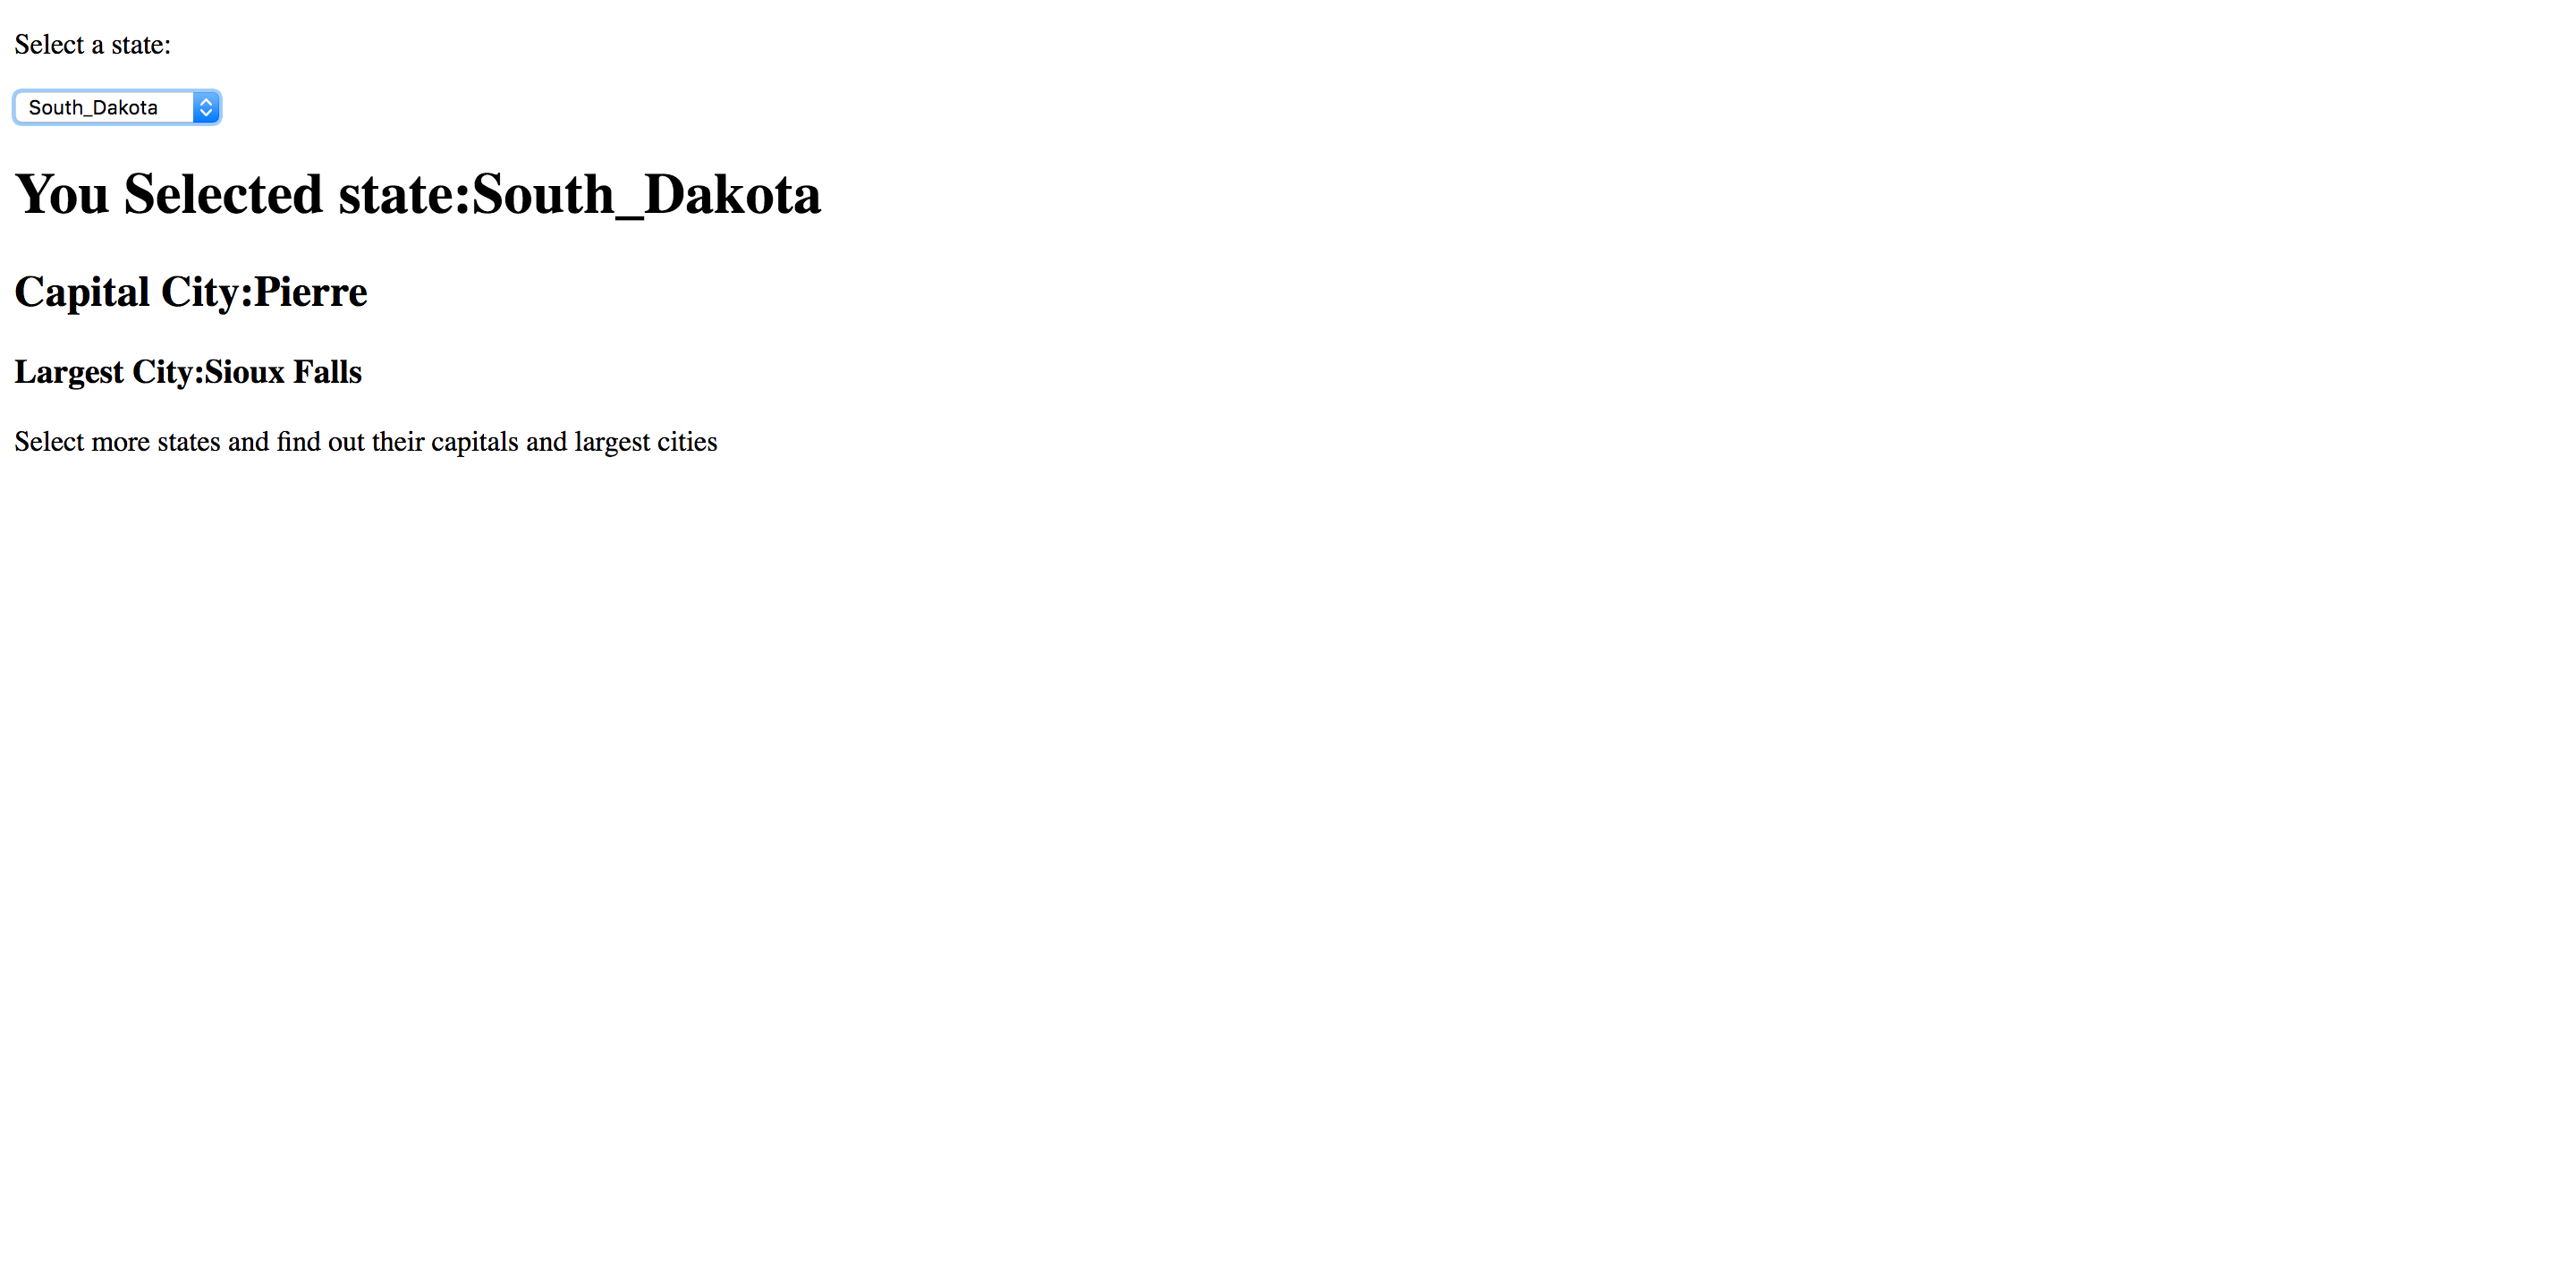 Select a state:
South_Dakota
You Selected state:South_Dakota
Capital City:Pierre
Largest City:Sioux Falls
Select more states and find out their capitals and largest cities